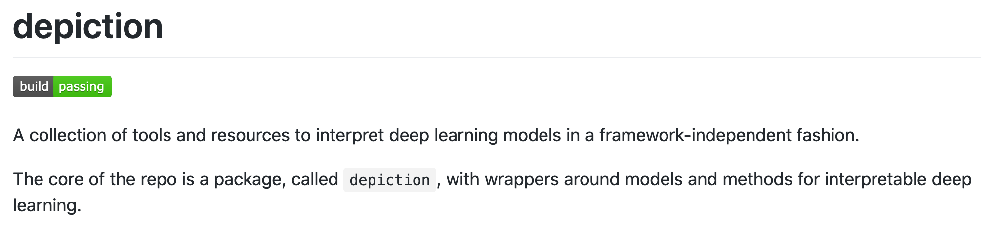 depiction
build passing
A collection of tools and resources to interpret deep learning models in a framework-independent fashion.
The core of the repo is a package, called depiction, with wrappers around models and methods for interpretable deep
learning.